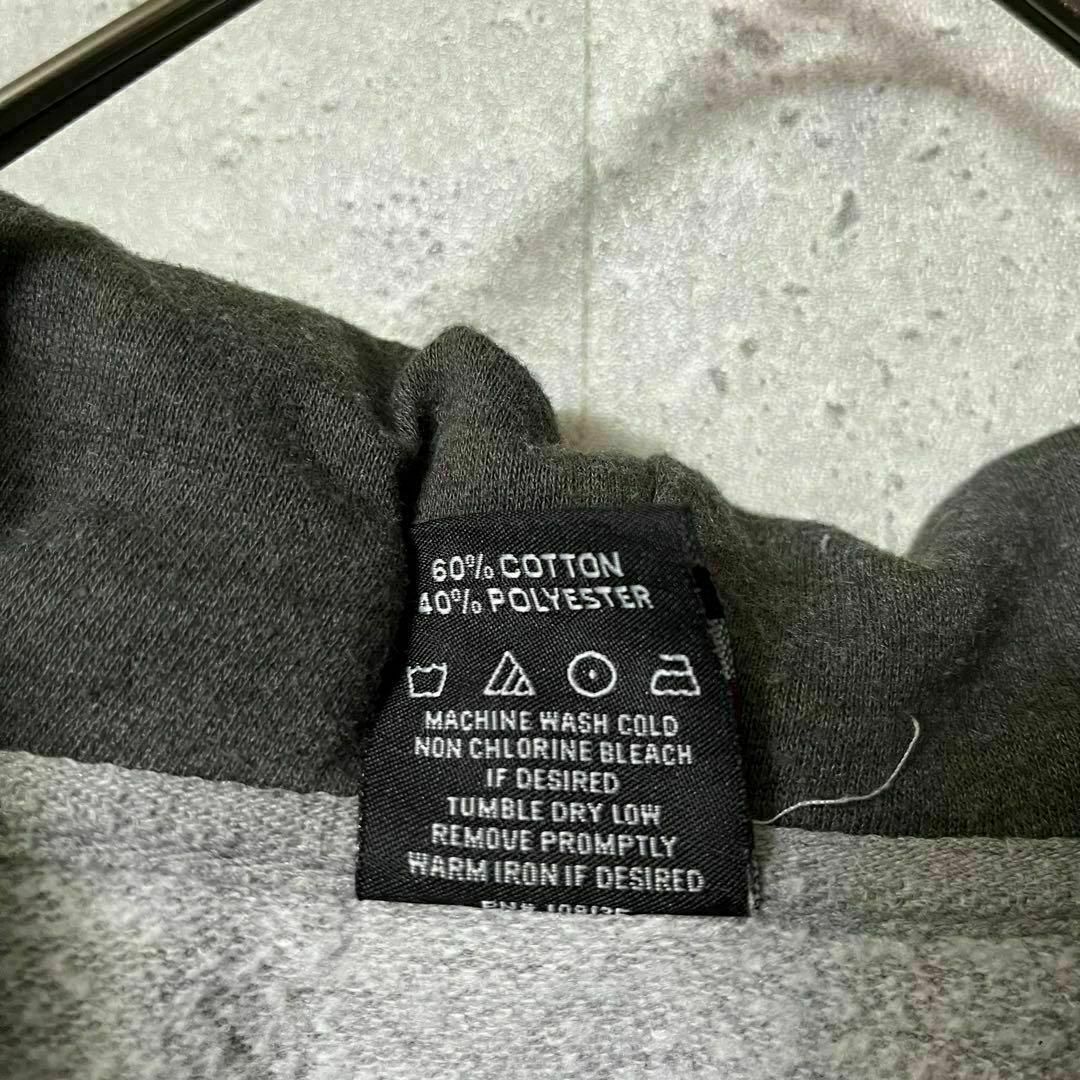 60% COTTON
40% POLYESTER
MACHINE WASH COLD
NON CHLORINE BLEACH
IF DESIRED
TUMBLE DRY LOW
REMOVE PROMPTLY
WARM IRON IF DESIRED